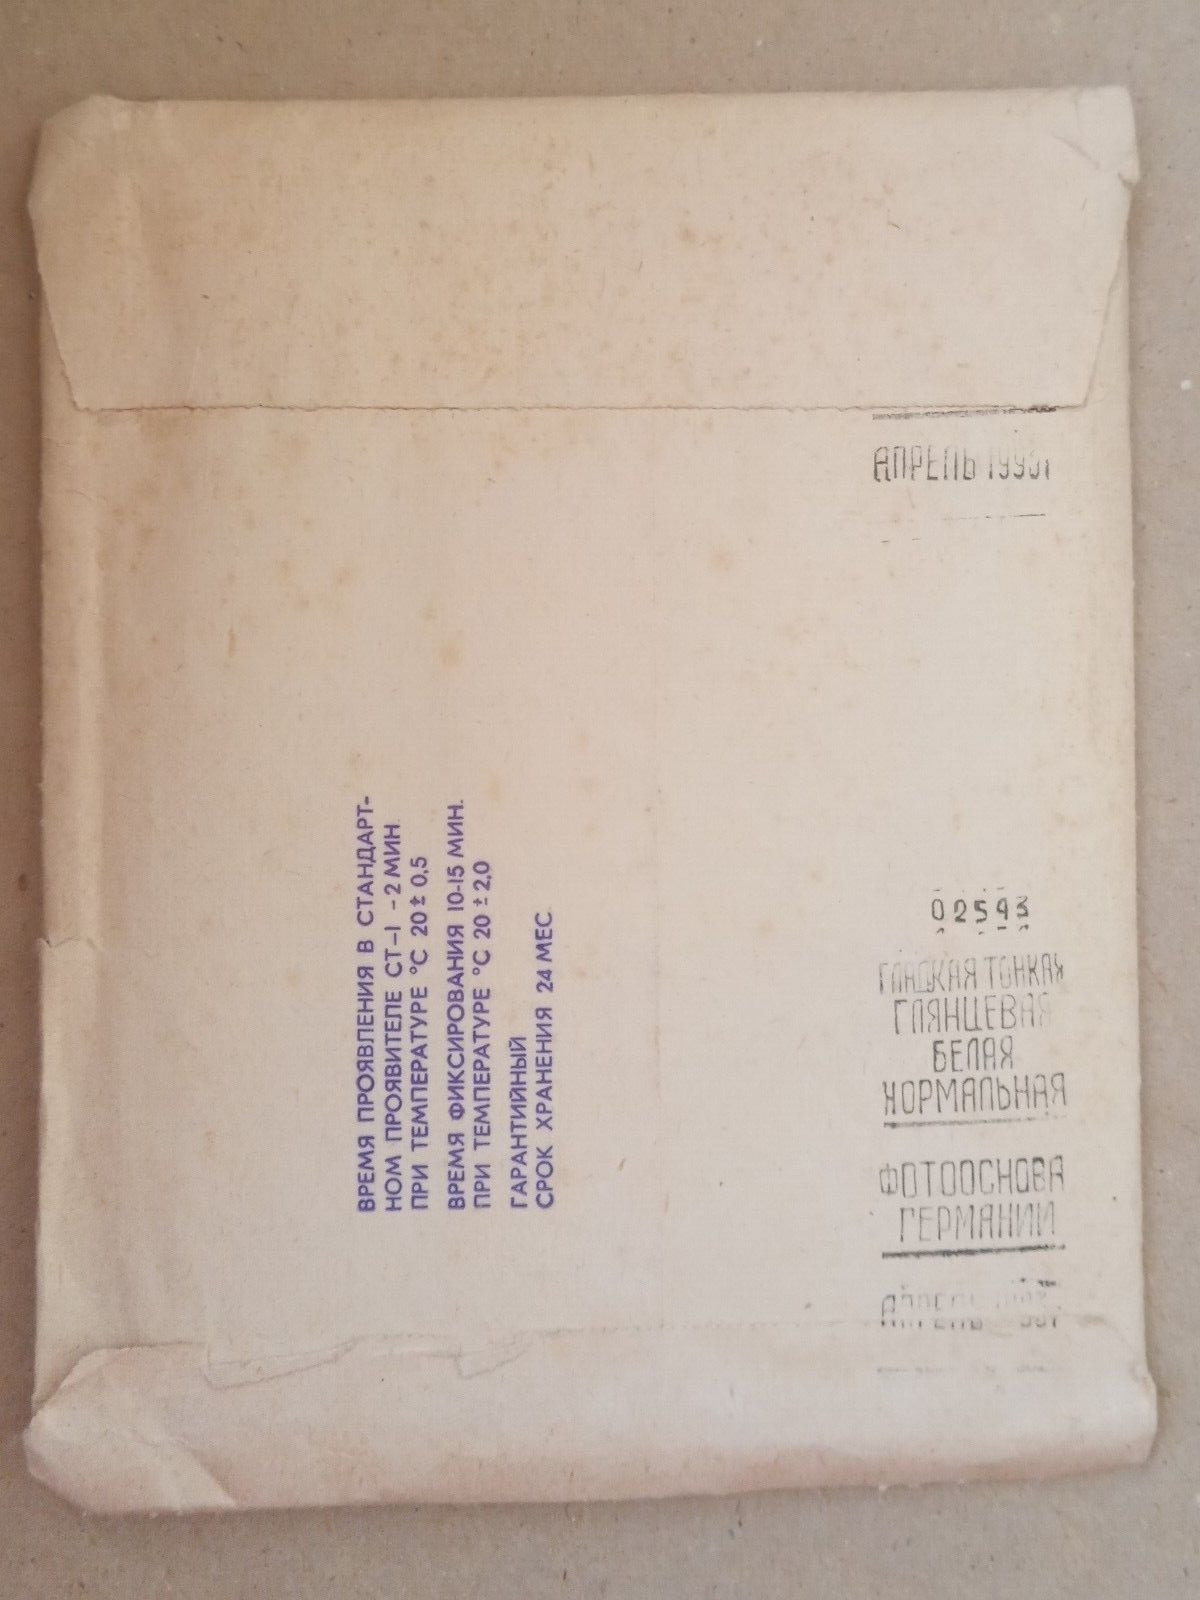 ВРЕМЯ ПРОЯВЛЕНИЯ В СТАНДАРТ-
НОМ ПРОЯВИТЕЛЕ СТ-1 - 2 МИН
ПРИ ТЕМПЕРАТУРЕ °С 20 ± 0,5
ВРЕМЯ ФИКСИРОВАНИЯ 10-15 МИН.
ПРИ ТЕМПЕРАТУРЕ °С 20 ± 2,0
ГАРАНТИЙНЫЙ
СРОК ХРАНЕНИЯ 24 МЕС
АПРЕЛЬ
02593
ГЛАДКАЯ ТОНКАЯ
ГЛЯНЦЕВАЯ
БЕЛАЯ
НОРМАЛЬНАЯ
ФОТООСНОВА
ГЕРМАНИИ
АПРЕЛЬ